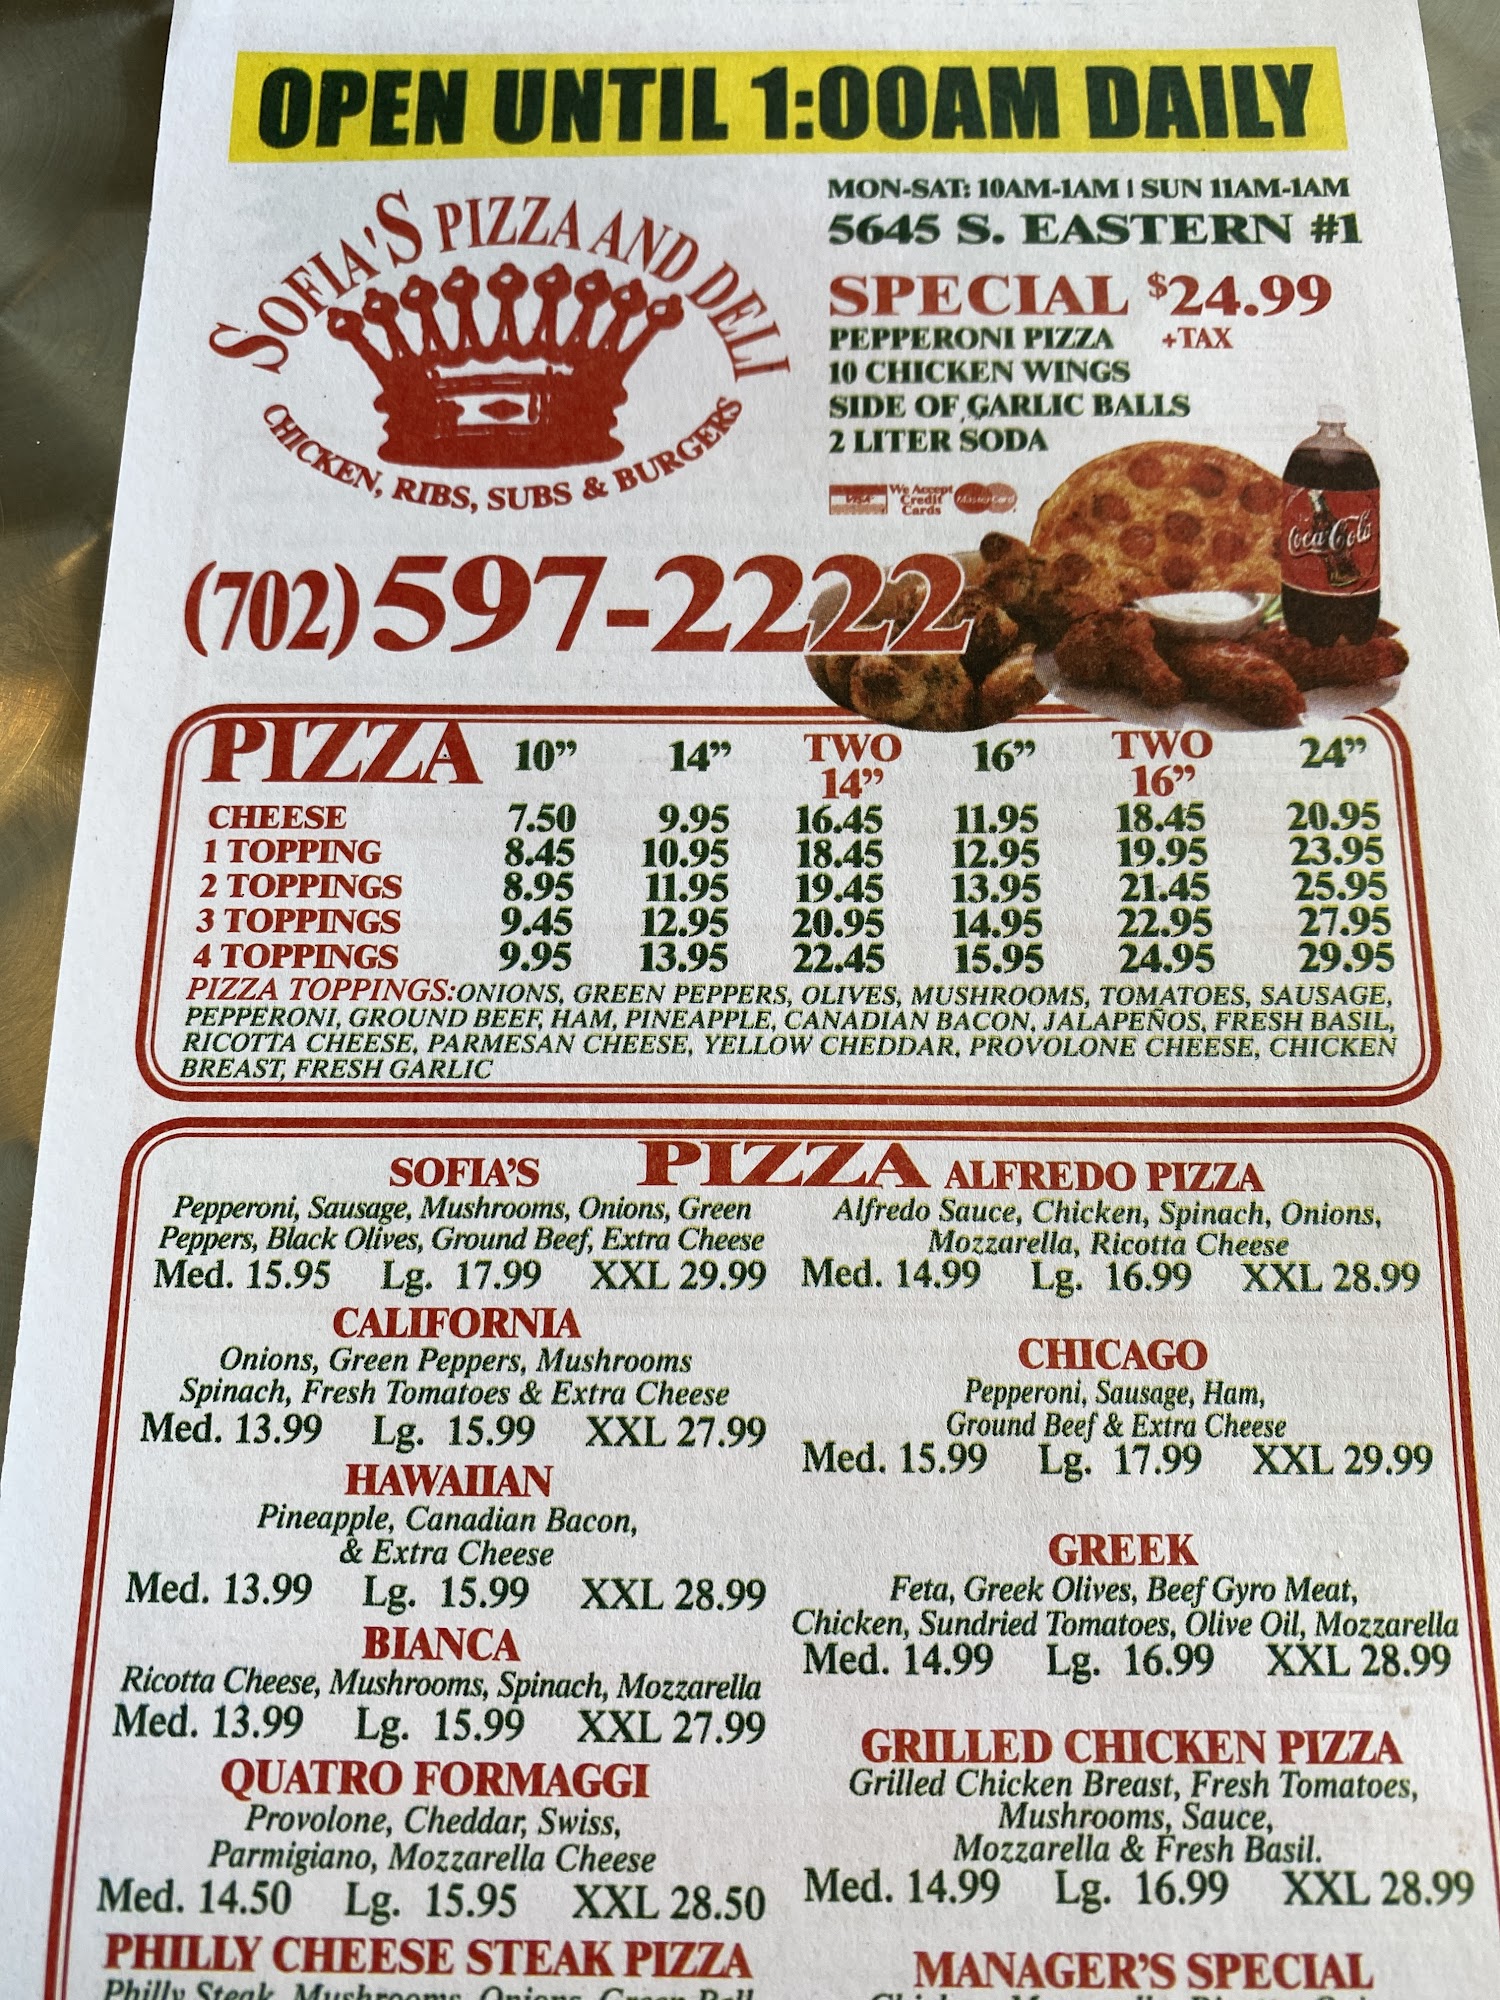 OPEN UNTIL 1:00AM DAILY
SOFIA'S PIZZA AND DELI
CHICKEN, RIBS, SUBS & BURGERS
MON-SAT: 10AM-1AM | SUN 11AM-1AM
5645 S. EASTERN #1
SPECIAL $24.99
PEPPERONI PIZZA +TAX
10 CHICKEN WINGS
SIDE OF GARLIC BALLS
2 LITER SODA
VISA
We Accept
Credit
Cards
MasterCard
Coca-Cola
(702) 597-2222
PIZZA 10” 14” TWO 14” 16” TWO 16” 24”
CHEESE 7.50 9.95 16.45 11.95 18.45 20.95
1 TOPPING 8.45 10.95 18.45 12.95 19.95 23.95
2 TOPPINGS 8.95 11.95 19.45 13.95 21.45 25.95
3 TOPPINGS 9.45 12.95 20.95 14.95 22.95 27.95
4 TOPPINGS 9.95 13.95 22.45 15.95 24.95 29.95
PIZZA TOPPINGS:ONIONS, GREEN PEPPERS, OLIVES, MUSHROOMS, TOMATOES, SAUSAGE,
PEPPERONI, GROUND BEEF, HAM, PINEAPPLE, CANADIAN BACON, JALAPEÑOS, FRESH BASIL,
RICOTTA CHEESE, PARMESAN CHEESE, YELLOW CHEDDAR, PROVOLONE CHEESE, CHICKEN
BREAST, FRESH GARLIC
PIZZA
SOFIA'S
Pepperoni, Sausage, Mushrooms, Onions, Green
Peppers, Black Olives, Ground Beef, Extra Cheese
Med. 15.95 Lg. 17.99 XXL 29.99
CALIFORNIA
Onions, Green Peppers, Mushrooms
Spinach, Fresh Tomatoes & Extra Cheese
Med. 13.99 Lg. 15.99 XXL 27.99
HAWAIIAN
Pineapple, Canadian Bacon,
& Extra Cheese
Med. 13.99 Lg. 15.99 XXL 28.99
BIANCA
Ricotta Cheese, Mushrooms, Spinach, Mozzarella
Med. 13.99 Lg. 15.99 XXL 27.99
QUATRO FORMAGGI
Provolone, Cheddar, Swiss,
Parmigiano, Mozzarella Cheese
Med. 14.50 Lg. 15.95 XXL 28.50
PHILLY CHEESE STEAK PIZZA
Philly Steak, Mushrooms, Onions, Green Bell
ALFREDO PIZZA
Alfredo Sauce, Chicken, Spinach, Onions,
Mozzarella, Ricotta Cheese
Med. 14.99 Lg. 16.99 XXL 28.99
CHICAGO
Pepperoni, Sausage, Ham,
Ground Beef & Extra Cheese
Med. 15.99 Lg. 17.99 XXL 29.99
GREEK
Feta, Greek Olives, Beef Gyro Meat,
Chicken, Sundried Tomatoes, Olive Oil, Mozzarella
Med. 14.99 Lg. 16.99 XXL 28.99
GRILLED CHICKEN PIZZA
Grilled Chicken Breast, Fresh Tomatoes,
Mushrooms, Sauce,
Mozzarella & Fresh Basil.
Med. 14.99 Lg. 16.99 XXL 28.99
MANAGER'S SPECIAL